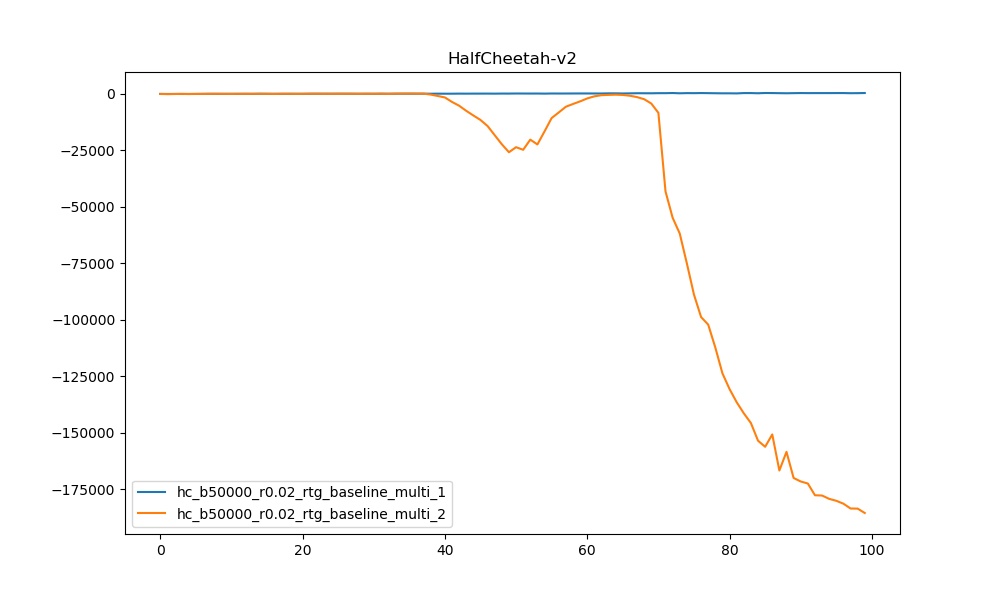 HalfCheetah-v2
0
−25000
−50000
−75000
−100000
−125000
−150000
−175000
hc_b50000_r0.02_rtg_baseline_multi_1
hc_b50000_r0.02_rtg_baseline_multi_2
0 20 40 60 80 100